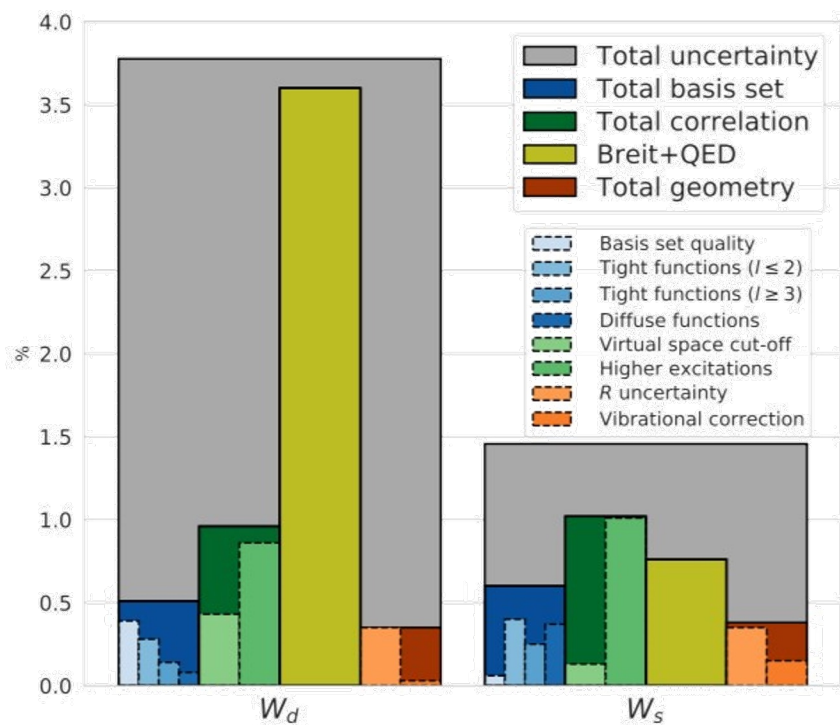 4.0
3.5
3.0
2.5
2.0
1.5
1.0
0.5
0.0
%
Total uncertainty
Total basis set
Total correlation
Breit+QED
Total geometry
Basis set quality
Tight functions (l ≤ 2)
Tight functions (l ≥ 3)
Diffuse functions
Virtual space cut-off
Higher excitations
R uncertainty
Vibrational correction
W_d W_s